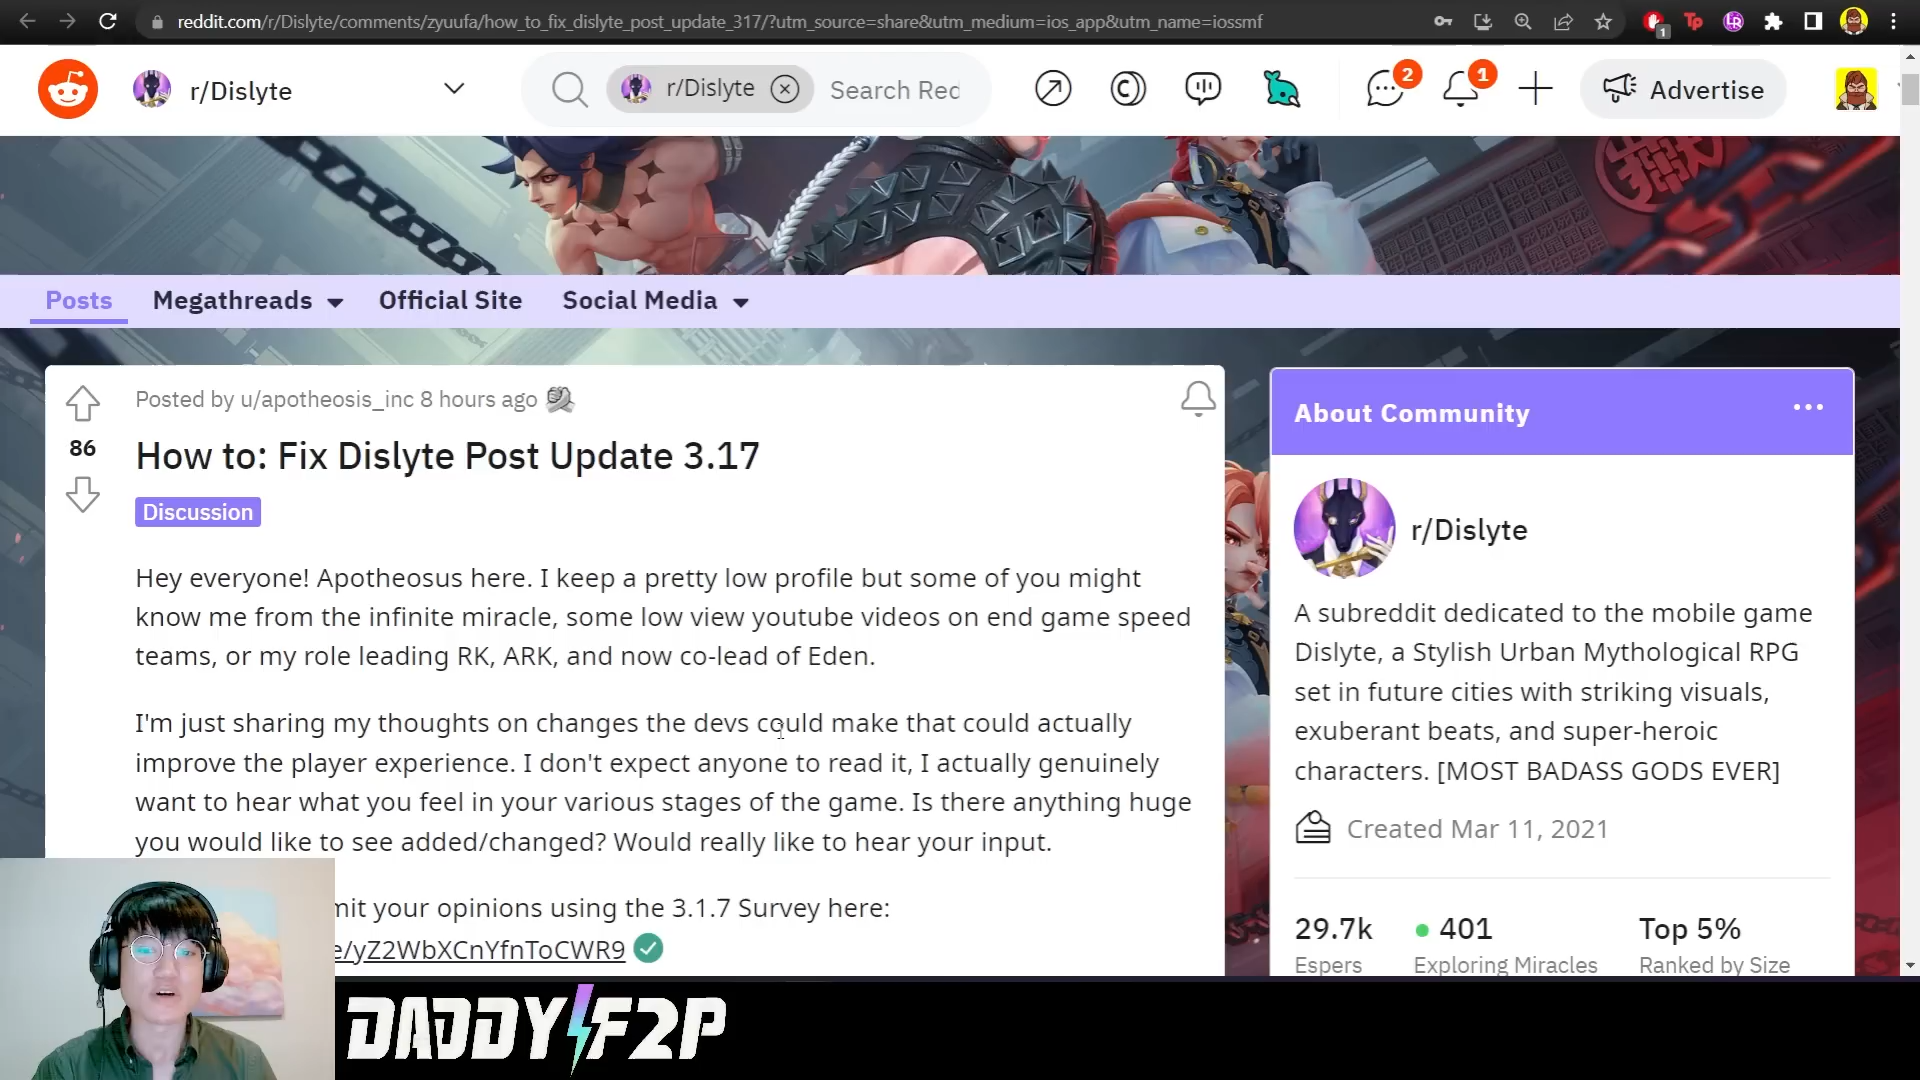 reddit.com/r/Dislyte/comments/zyuufa/how_to_fix_dislyte_post_update_317/?utm_source=share&utm_medium=ios_app&utm_name=iossmf
1
Tp
LR
r/Dislyte
r/Dislyte
Search Red
2
1
Advertise
Posts
Megathreads
Official Site
Social Media
86
Posted by u/apotheosis_inc 8 hours ago
How to: Fix Dislyte Post Update 3.17
Discussion
Hey everyone! Apotheosus here. I keep a pretty low profile but some of you might
know me from the infinite miracle, some low view youtube videos on end game speed
teams, or my role leading RK, ARK, and now co-lead of Eden.
I'm just sharing my thoughts on changes the devs could make that could actually
improve the player experience. I don't expect anyone to read it, I actually genuinely
want to hear what you feel in your various stages of the game. Is there anything huge
you would like to see added/changed? Would really like to hear your input.
mit your opinions using the 3.1.7 Survey here:
e/yZ2WbXCnYfnToCWR9
About Community
r/Dislyte
A subreddit dedicated to the mobile game
Dislyte, a Stylish Urban Mythological RPG
set in future cities with striking visuals,
exuberant beats, and super-heroic
characters. [MOST BADASS GODS EVER]
Created Mar 11, 2021
29.7k
Espers
401
Exploring Miracles
Top 5%
Ranked by Size
DADDY F2P